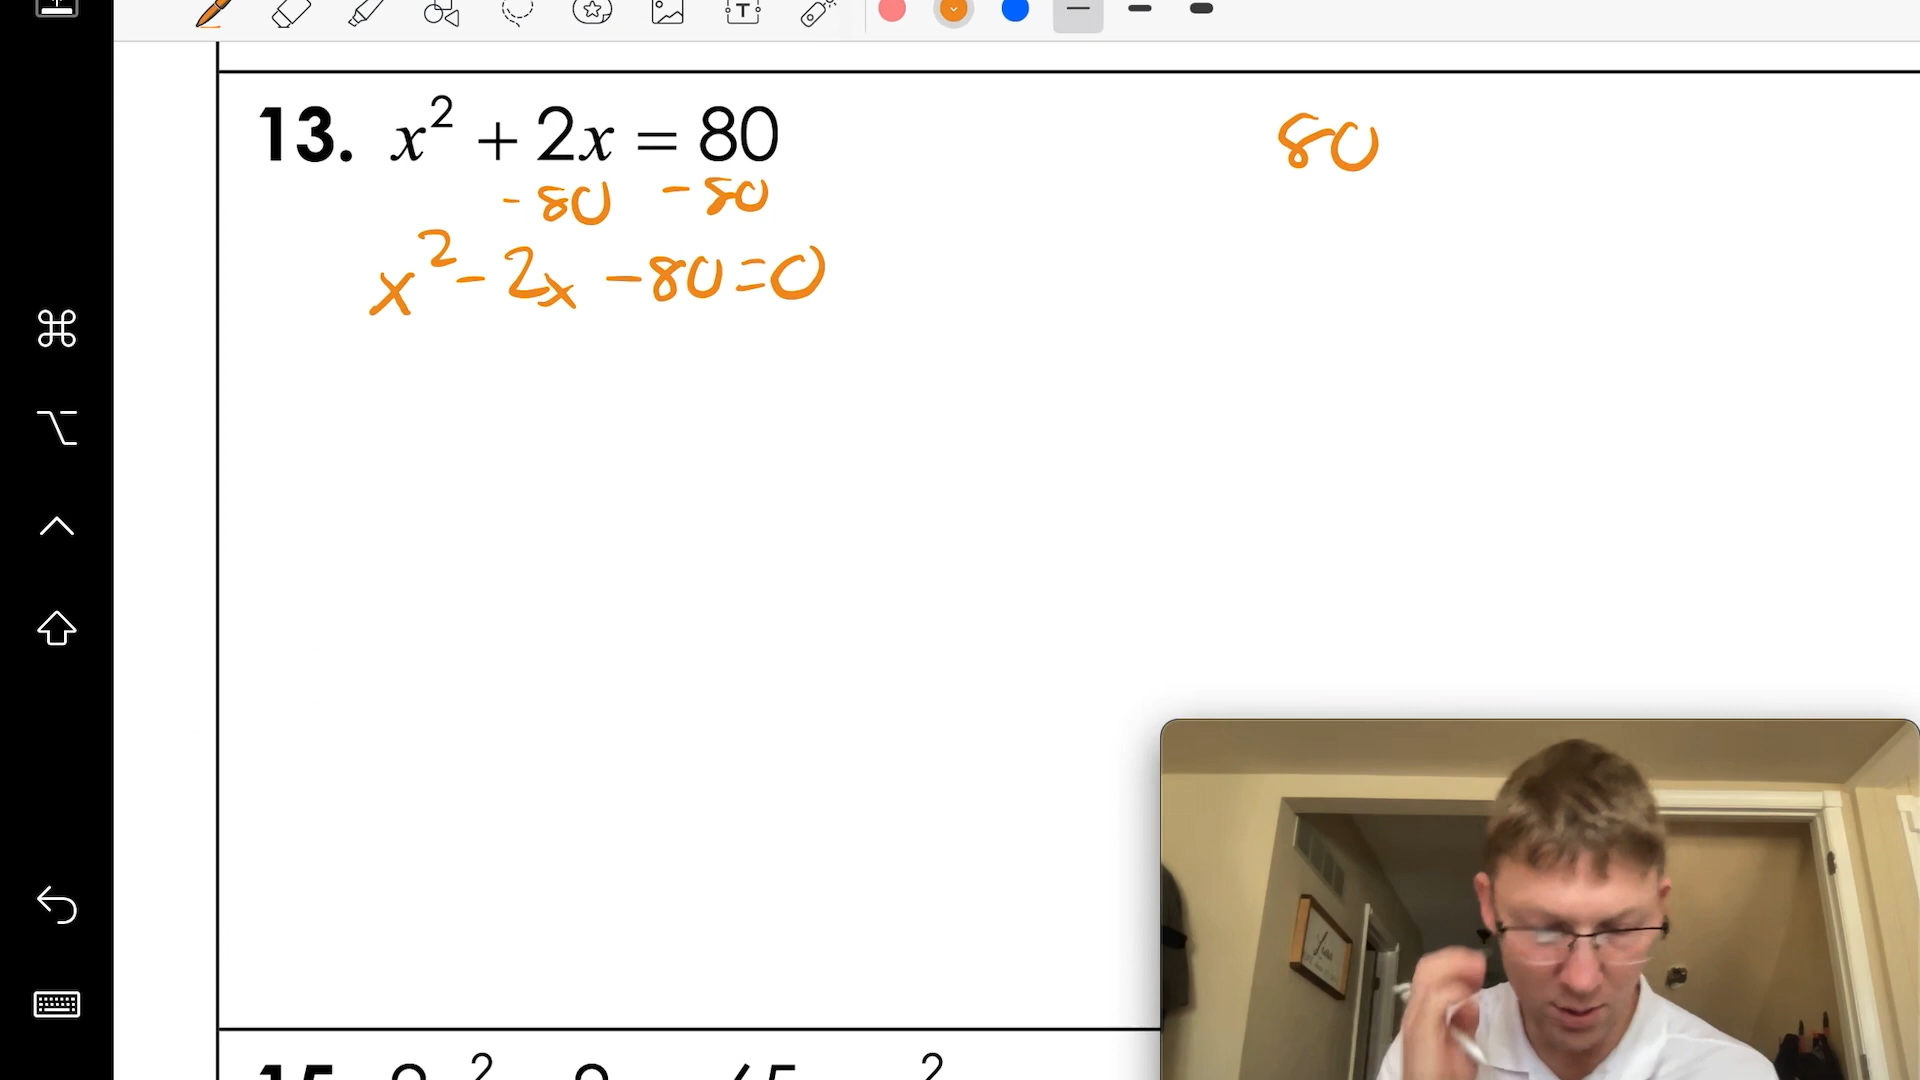 13. x² + 2x = 80
80
- 80 - 80
x² - 2x - 80 = 0